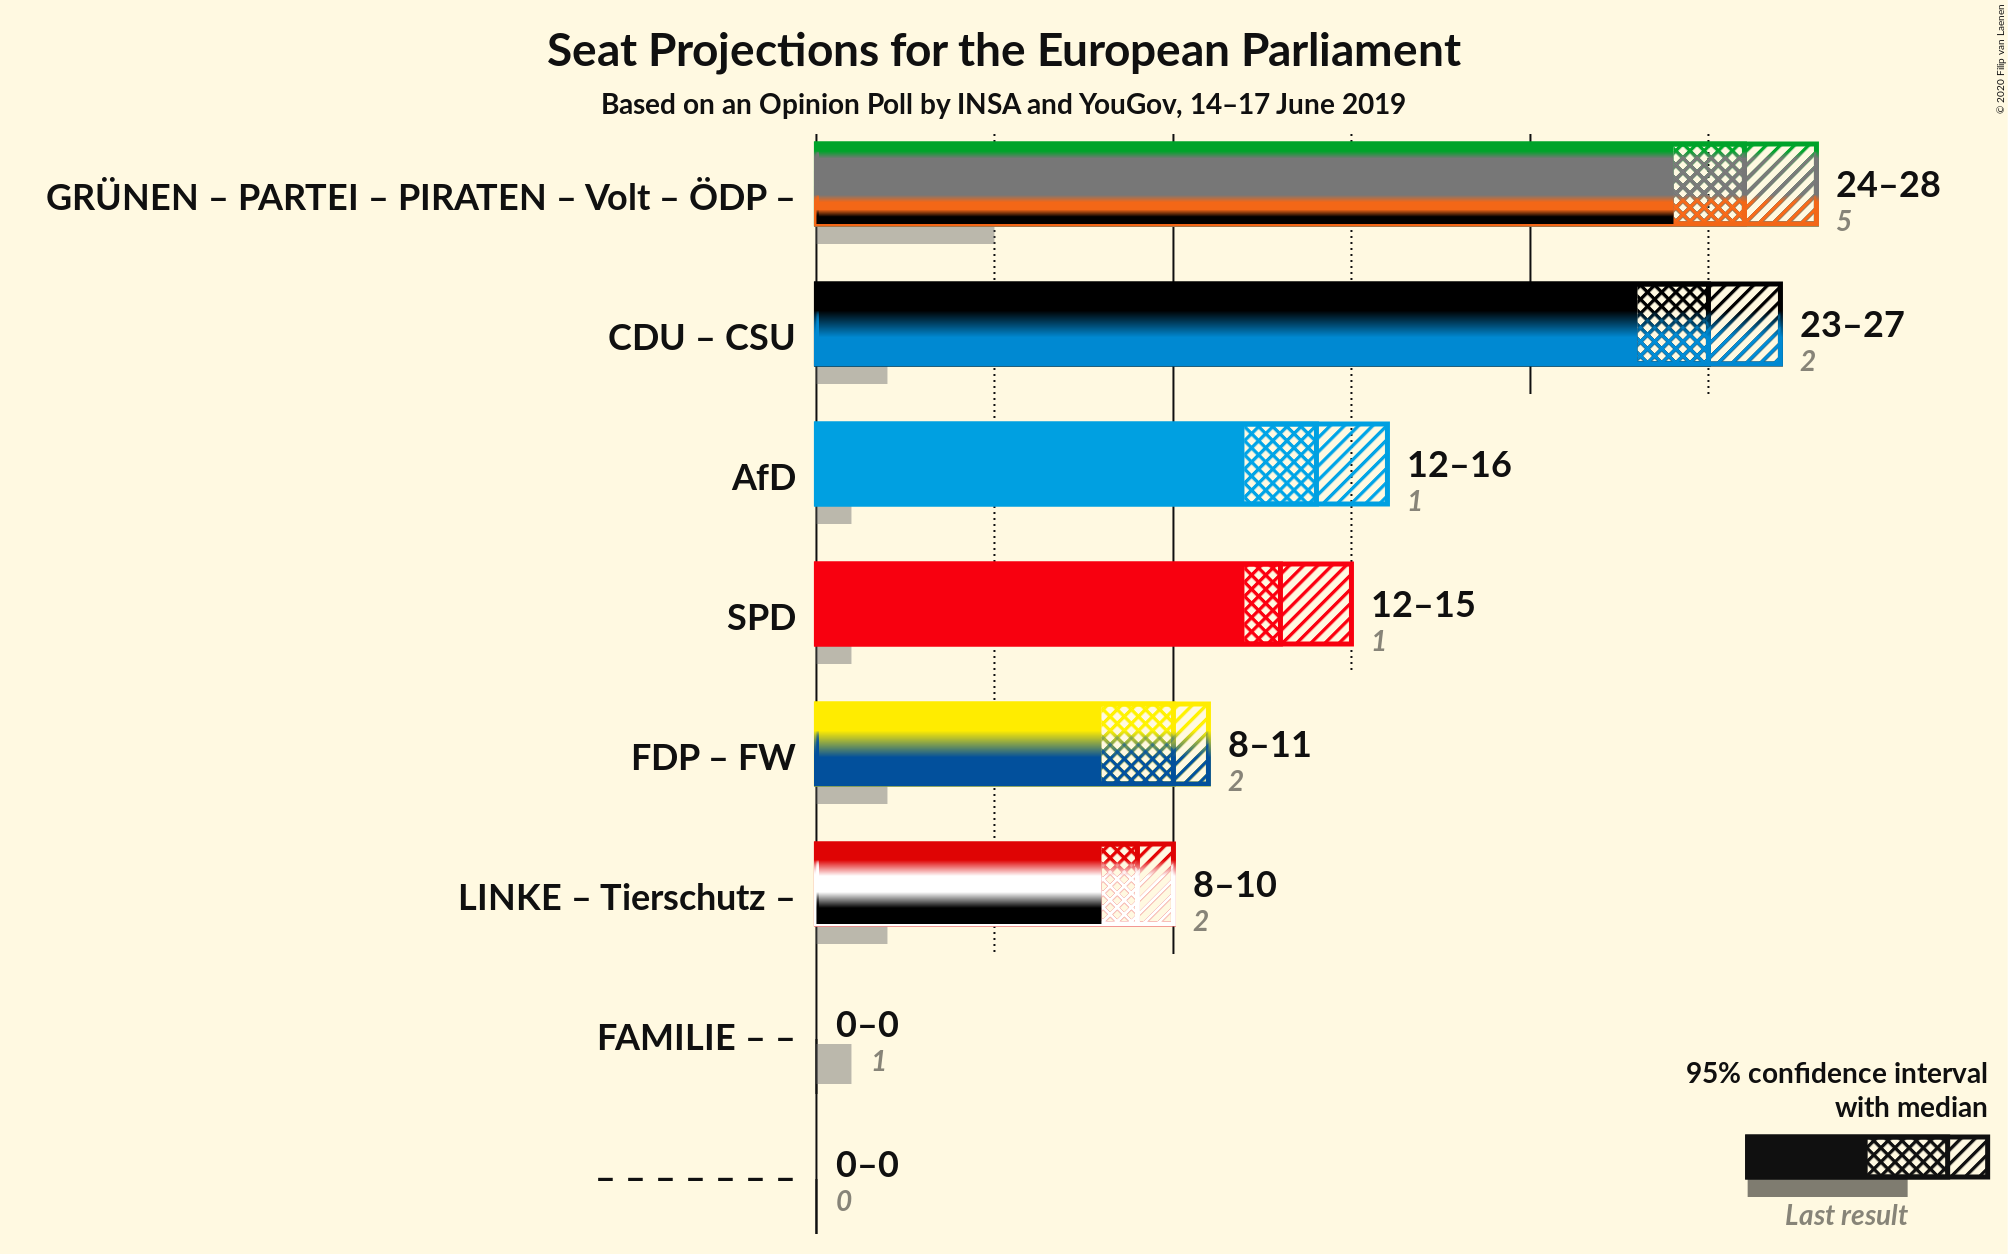 Seat Projections for the European Parliament
Based on an Opinion Poll by INSA and YouGov, 14–17 June 2019
© 2020 Filip van Laenen
GRÜNEN – PARTEI – PIRATEN – Volt – ÖDP –
24–28
5
CDU – CSU
23–27
2
AfD
12–16
1
SPD
12–15
1
FDP – FW
8–11
2
LINKE – Tierschutz –
8–10
2
FAMILIE – –
0–0
1
– – – – – – –
0–0
0
95% confidence interval
with median
Last result